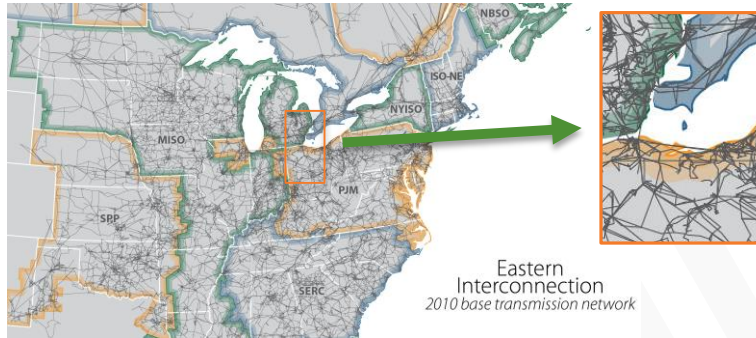 NBSO
ISO-NE
NYISO
MISO
PJM
SPP
SERC
Eastern
Interconnection
2010 base transmission network